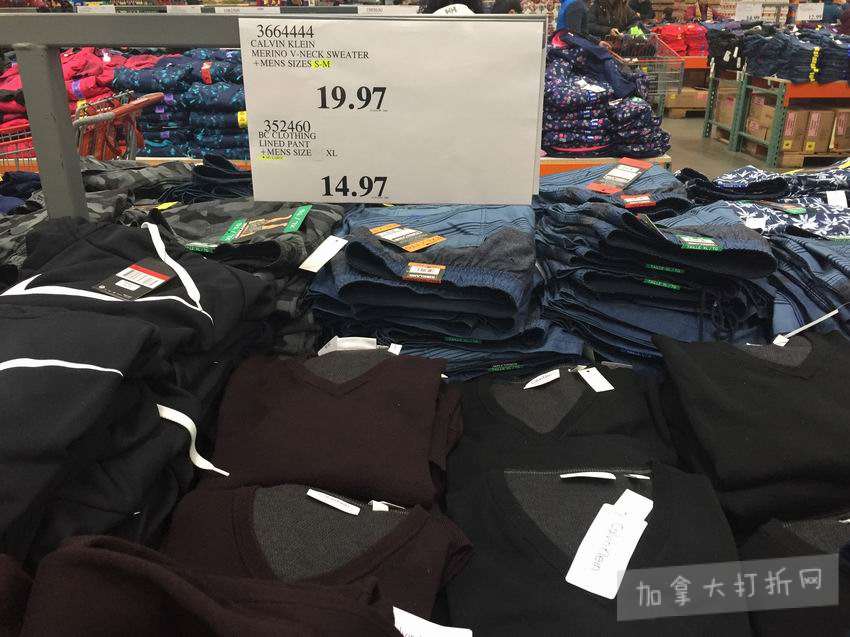 3664444
CALVIN KLEIN
MERINO V-NECK SWEATER
+MENS SIZES S-M
19.97
352460
BC CLOTHING
LINED PANT
+MENS SIZE XL
14.97
Calvin Klein
加拿大打折网